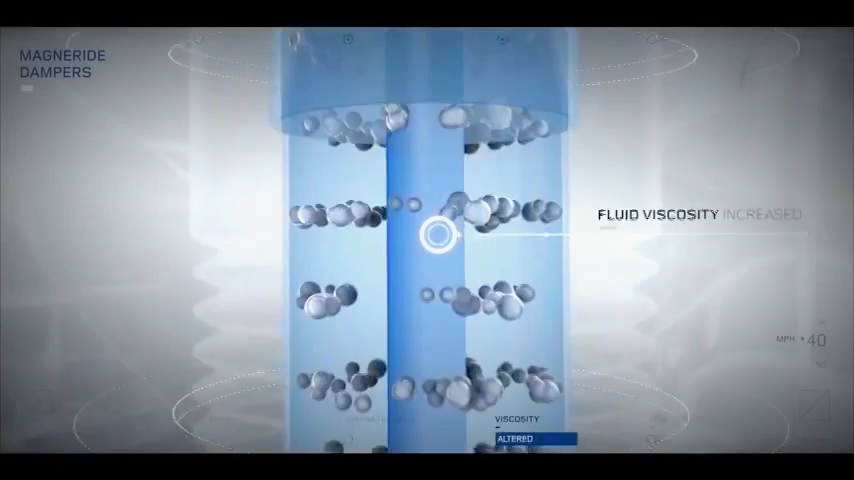 MAGNERIDE
DAMPERS
FLUID VISCOSITY INCREASED
MPH • 40
VISCOSITY
ALTERED